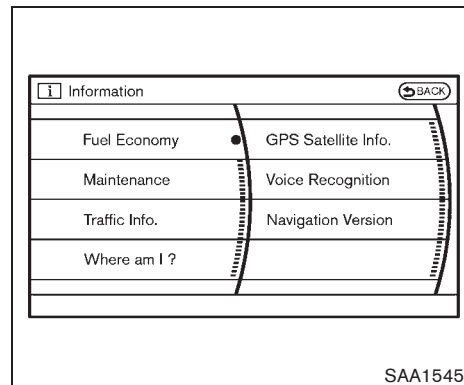 i Information
BACK
Fuel Economy
GPS Satellite Info.
Maintenance
Voice Recognition
Traffic Info.
Navigation Version
Where am I ?
SAA1545